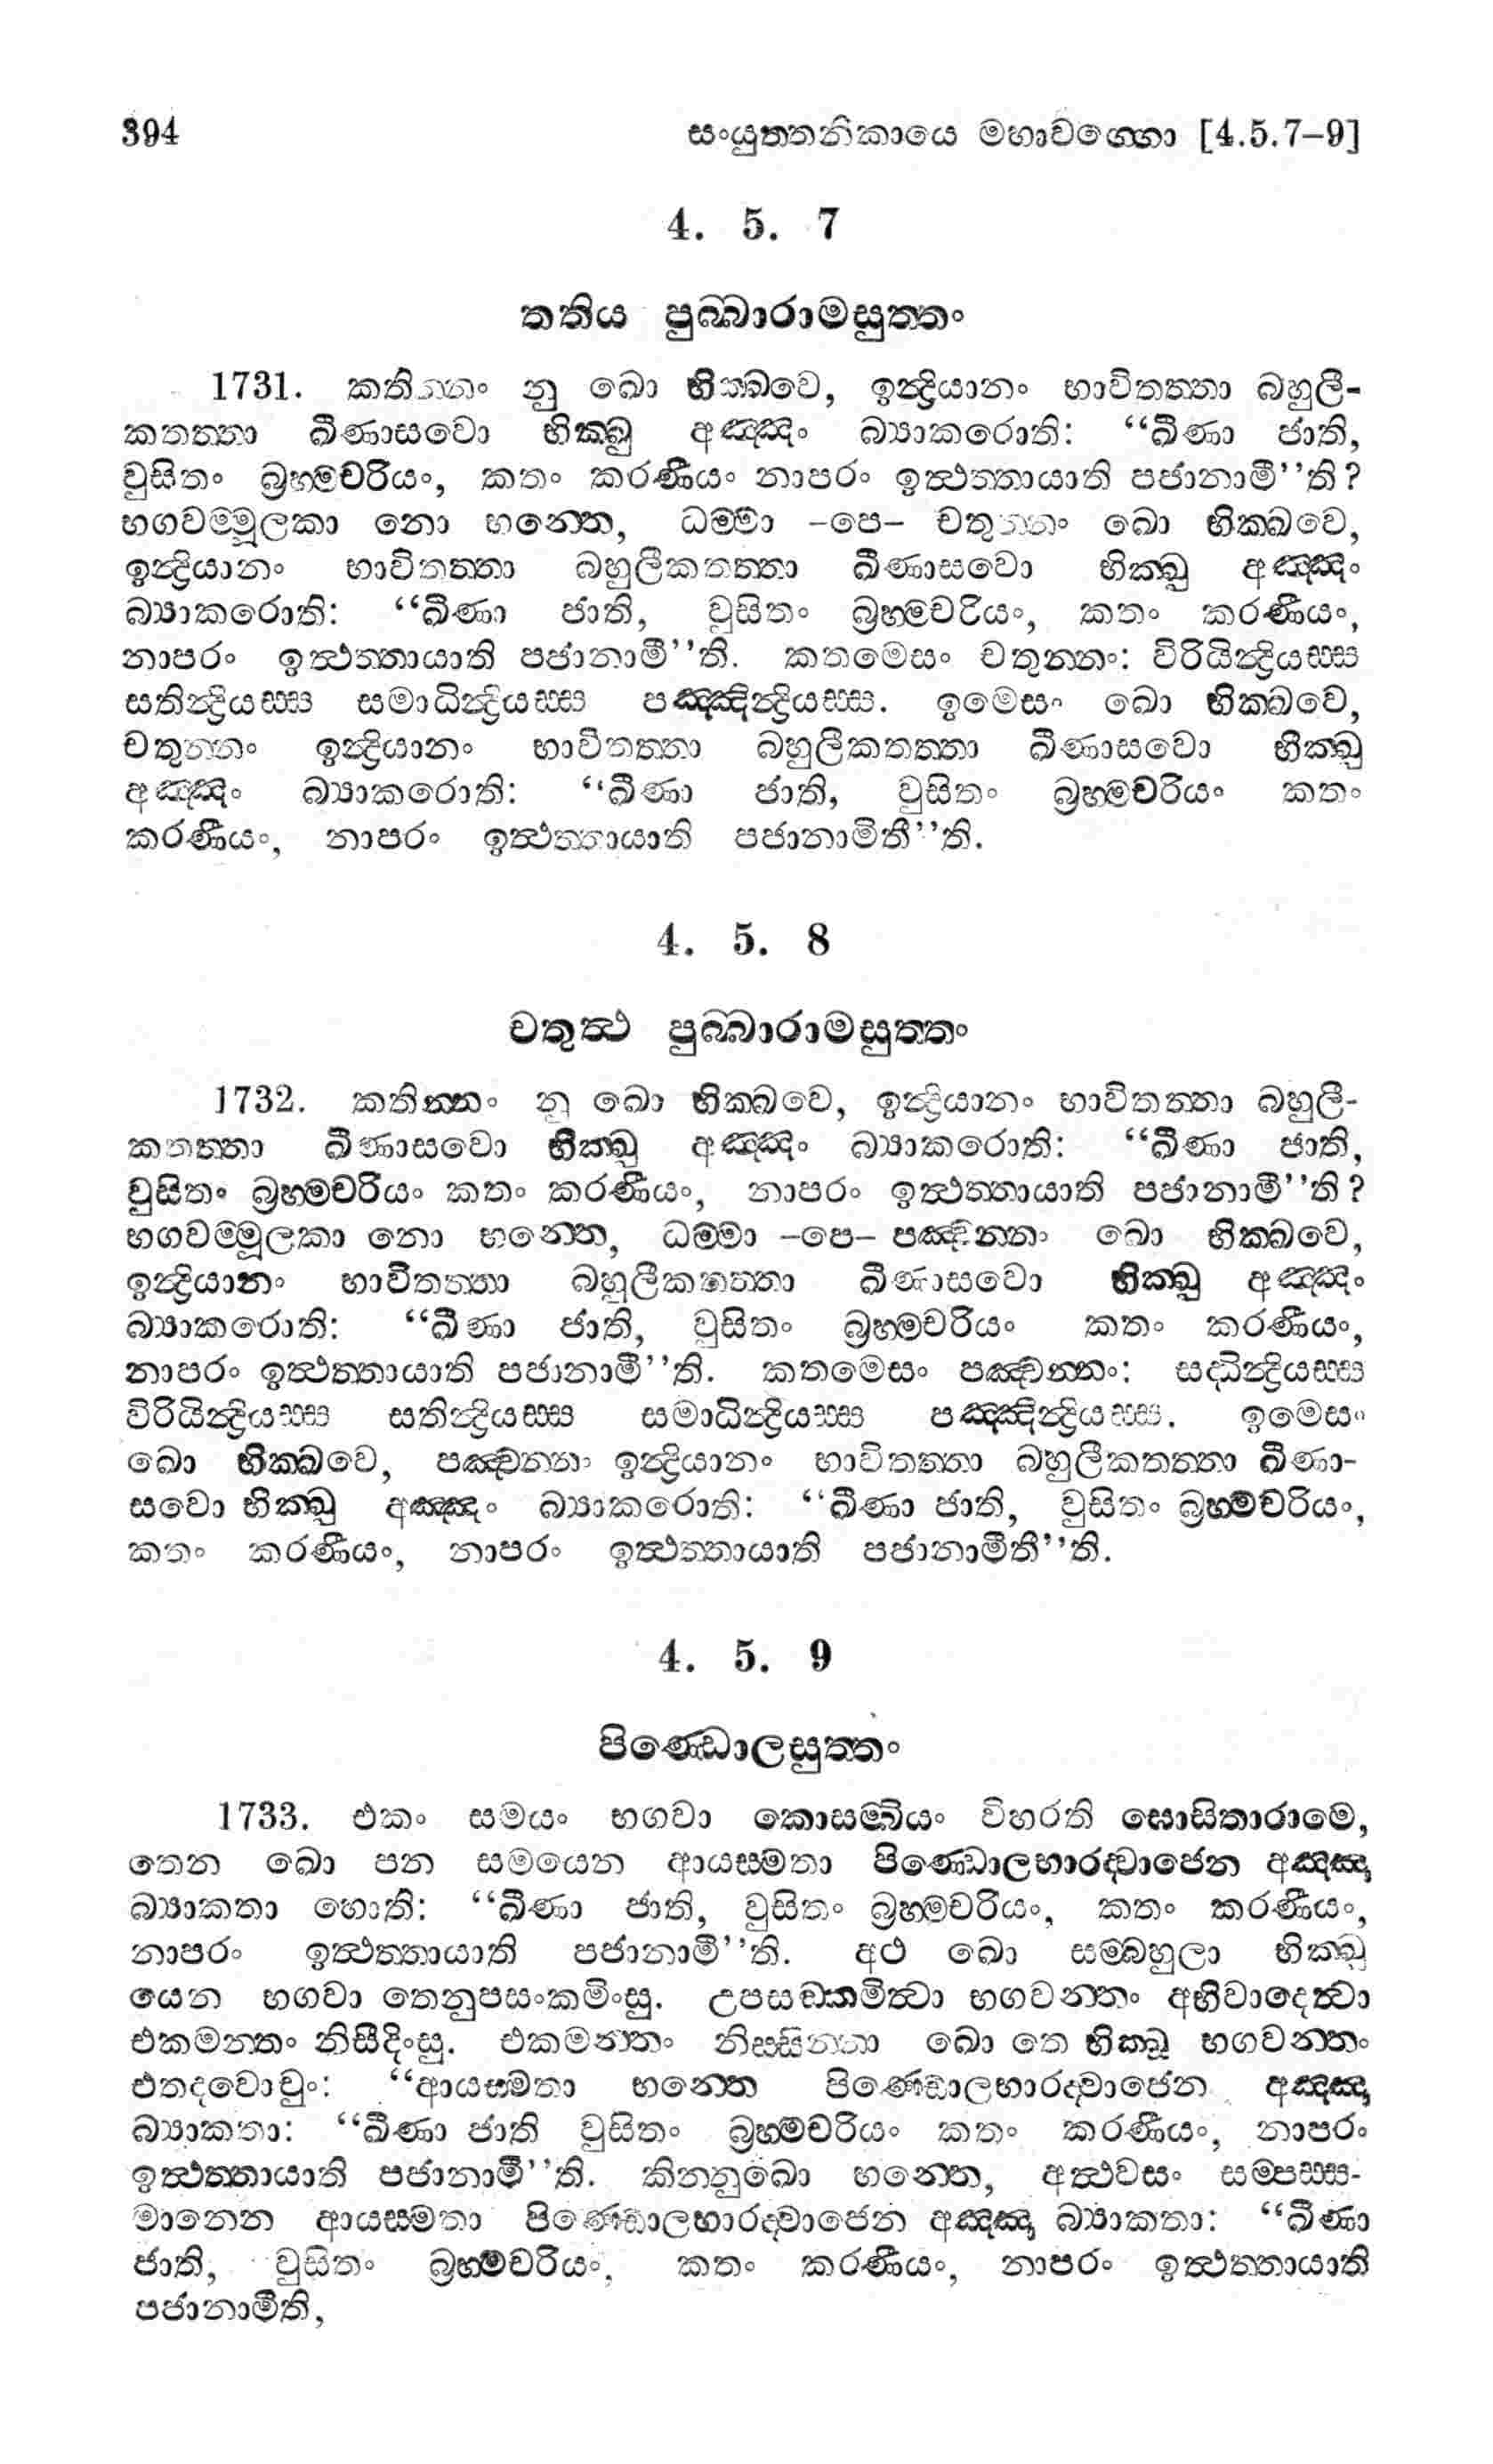 394 සංයුත්තනිකායෙ මහාවග්ගො [4.5.7–9]
4. 5. 7
තතිය පුබ්බාරාමසුත්තං
1731. කතින්නං නු ඛො භික්ඛවෙ, ඉන්ද්‍රියානං භාවිතත්තා බහුලී-
කතත්තා ඛීණාසවො භික්ඛු අඤ්ඤං බ්‍යාකරොති: “ඛීණා ජාති,
වුසිතං බ්‍රහ්මචරියං, කතං කරණීයං නාපරං ඉත්ථත්තායාති පජානාමී’’ති?
භගවම්මූලකා නො භන්තෙ, ධම්මා –පෙ– චතුන්නං ඛො භික්ඛවෙ,
ඉන්ද්‍රියානං භාවිතත්තා බහුලීකතත්තා ඛීණාසවො භික්ඛු අඤ්ඤං
බ්‍යාකරොති: “ඛීණා ජාති, වුසිතං බ්‍රහ්මචරියං, කතං කරණීයං,
නාපරං ඉත්ථත්තායාති පජානාමී’’ති. කතමෙසං චතුන්නං: විරියින්ද්‍රියස්ස
සතින්ද්‍රියස්ස සමාධින්ද්‍රියස්ස පඤ්ඤින්ද්‍රියස්ස. ඉමෙසං ඛො භික්ඛවෙ,
චතුන්නං ඉන්ද්‍රියානං භාවිතත්තා බහුලීකතත්තා ඛීණාසවො භික්ඛු
අඤ්ඤං බ්‍යාකරොති: “ඛීණා ජාති, වුසිතං බ්‍රහ්මචරියං කතං
කරණීයං, නාපරං ඉත්ථත්තායාති පජානාමිතී’’ති.
4. 5. 8
චතුත්ථ පුබ්බාරාමසුත්තං
1732. කතින්නං නු ඛො භික්ඛවෙ, ඉන්ද්‍රියානං භාවිතත්තා බහුලී-
කතත්තා ඛීණාසවො භික්ඛු අඤ්ඤං බ්‍යාකරොති: “ඛීණා ජාති,
වුසිතං බ්‍රහ්මචරියං කතං කරණීයං, නාපරං ඉත්ථත්තායාති පජානාමී’’ති?
භගවම්මූලකා නො භන්තෙ, ධම්මා –පෙ– පඤ්චන්නං ඛො භික්ඛවෙ,
ඉන්ද්‍රියානං භාවිතත්තා බහුලීකතත්තා ඛීණාසවො භික්ඛු අඤ්ඤං
බ්‍යාකරොති: “ඛීණා ජාති, වුසිතං බ්‍රහ්මචරියං කතං කරණීයං,
නාපරං ඉත්ථත්තායාති පජානාමී’’ති. කතමෙසං පඤ්චන්නං: සද්ධින්ද්‍රියස්ස
විරියින්ද්‍රියස්ස සතින්ද්‍රියස්ස සමාධින්ද්‍රියස්ස පඤ්ඤින්ද්‍රියස්ස. ඉමෙසං
ඛො භික්ඛවෙ, පඤ්චන්නං ඉන්ද්‍රියානං භාවිතත්තා බහුලීකතත්තා ඛීණා-
සවො භික්ඛු අඤ්ඤං බ්‍යාකරොති: “ඛීණා ජාති, වුසිතං බ්‍රහ්මචරියං,
කතං කරණීයං, නාපරං ඉත්ථත්තායාති පජානාමීතී’’ති.
4. 5. 9
පිණ්ඩොලසුත්තං
1733. එකං සමයං භගවා කොසම්බියං විහරති ඝොසිතාරාමෙ,
තෙන ඛො පන සමයෙන ආයස්මතා පිණ්ඩොලභාරද්වාජෙන අඤ්ඤා
බ්‍යාකතා හොති: “ඛීණා ජාති, වුසිතං බ්‍රහ්මචරියං, කතං කරණීයං,
නාපරං ඉත්ථත්තායාති පජානාමී’’ති. අථ ඛො සම්බහුලා භික්ඛු
යෙන භගවා තෙනුපසංකමිංසු. උපසඞ්කමිත්වා භගවන්තං අභිවාදෙත්වා
එකමන්තං නිසීදිංසු. එකමන්තං නිස්සින්නා ඛො තෙ භික්ඛූ භගවන්තං
එතදවොචුං: “ආයස්මතා භන්තෙ පිණ්ඩොලභාරද්වාජෙන අඤ්ඤා
බ්‍යාකතා: “ඛීණා ජාති වුසිතං බ්‍රහ්මචරියං කතං කරණීයං, නාපරං
ඉත්ථත්තායාති පජානාමී’’ති. කින්නුඛො භන්තෙ, අත්ථවසං සම්පස්ස-
මානෙන ආයස්මතා පිණ්ඩොලභාරද්වාජෙන අඤ්ඤා බ්‍යාකතා: “ඛීණා
ජාති, වුසිතං බ්‍රහ්මචරියං, කතං කරණීයං, නාපරං ඉත්ථත්තායාති
පජානාමීති,